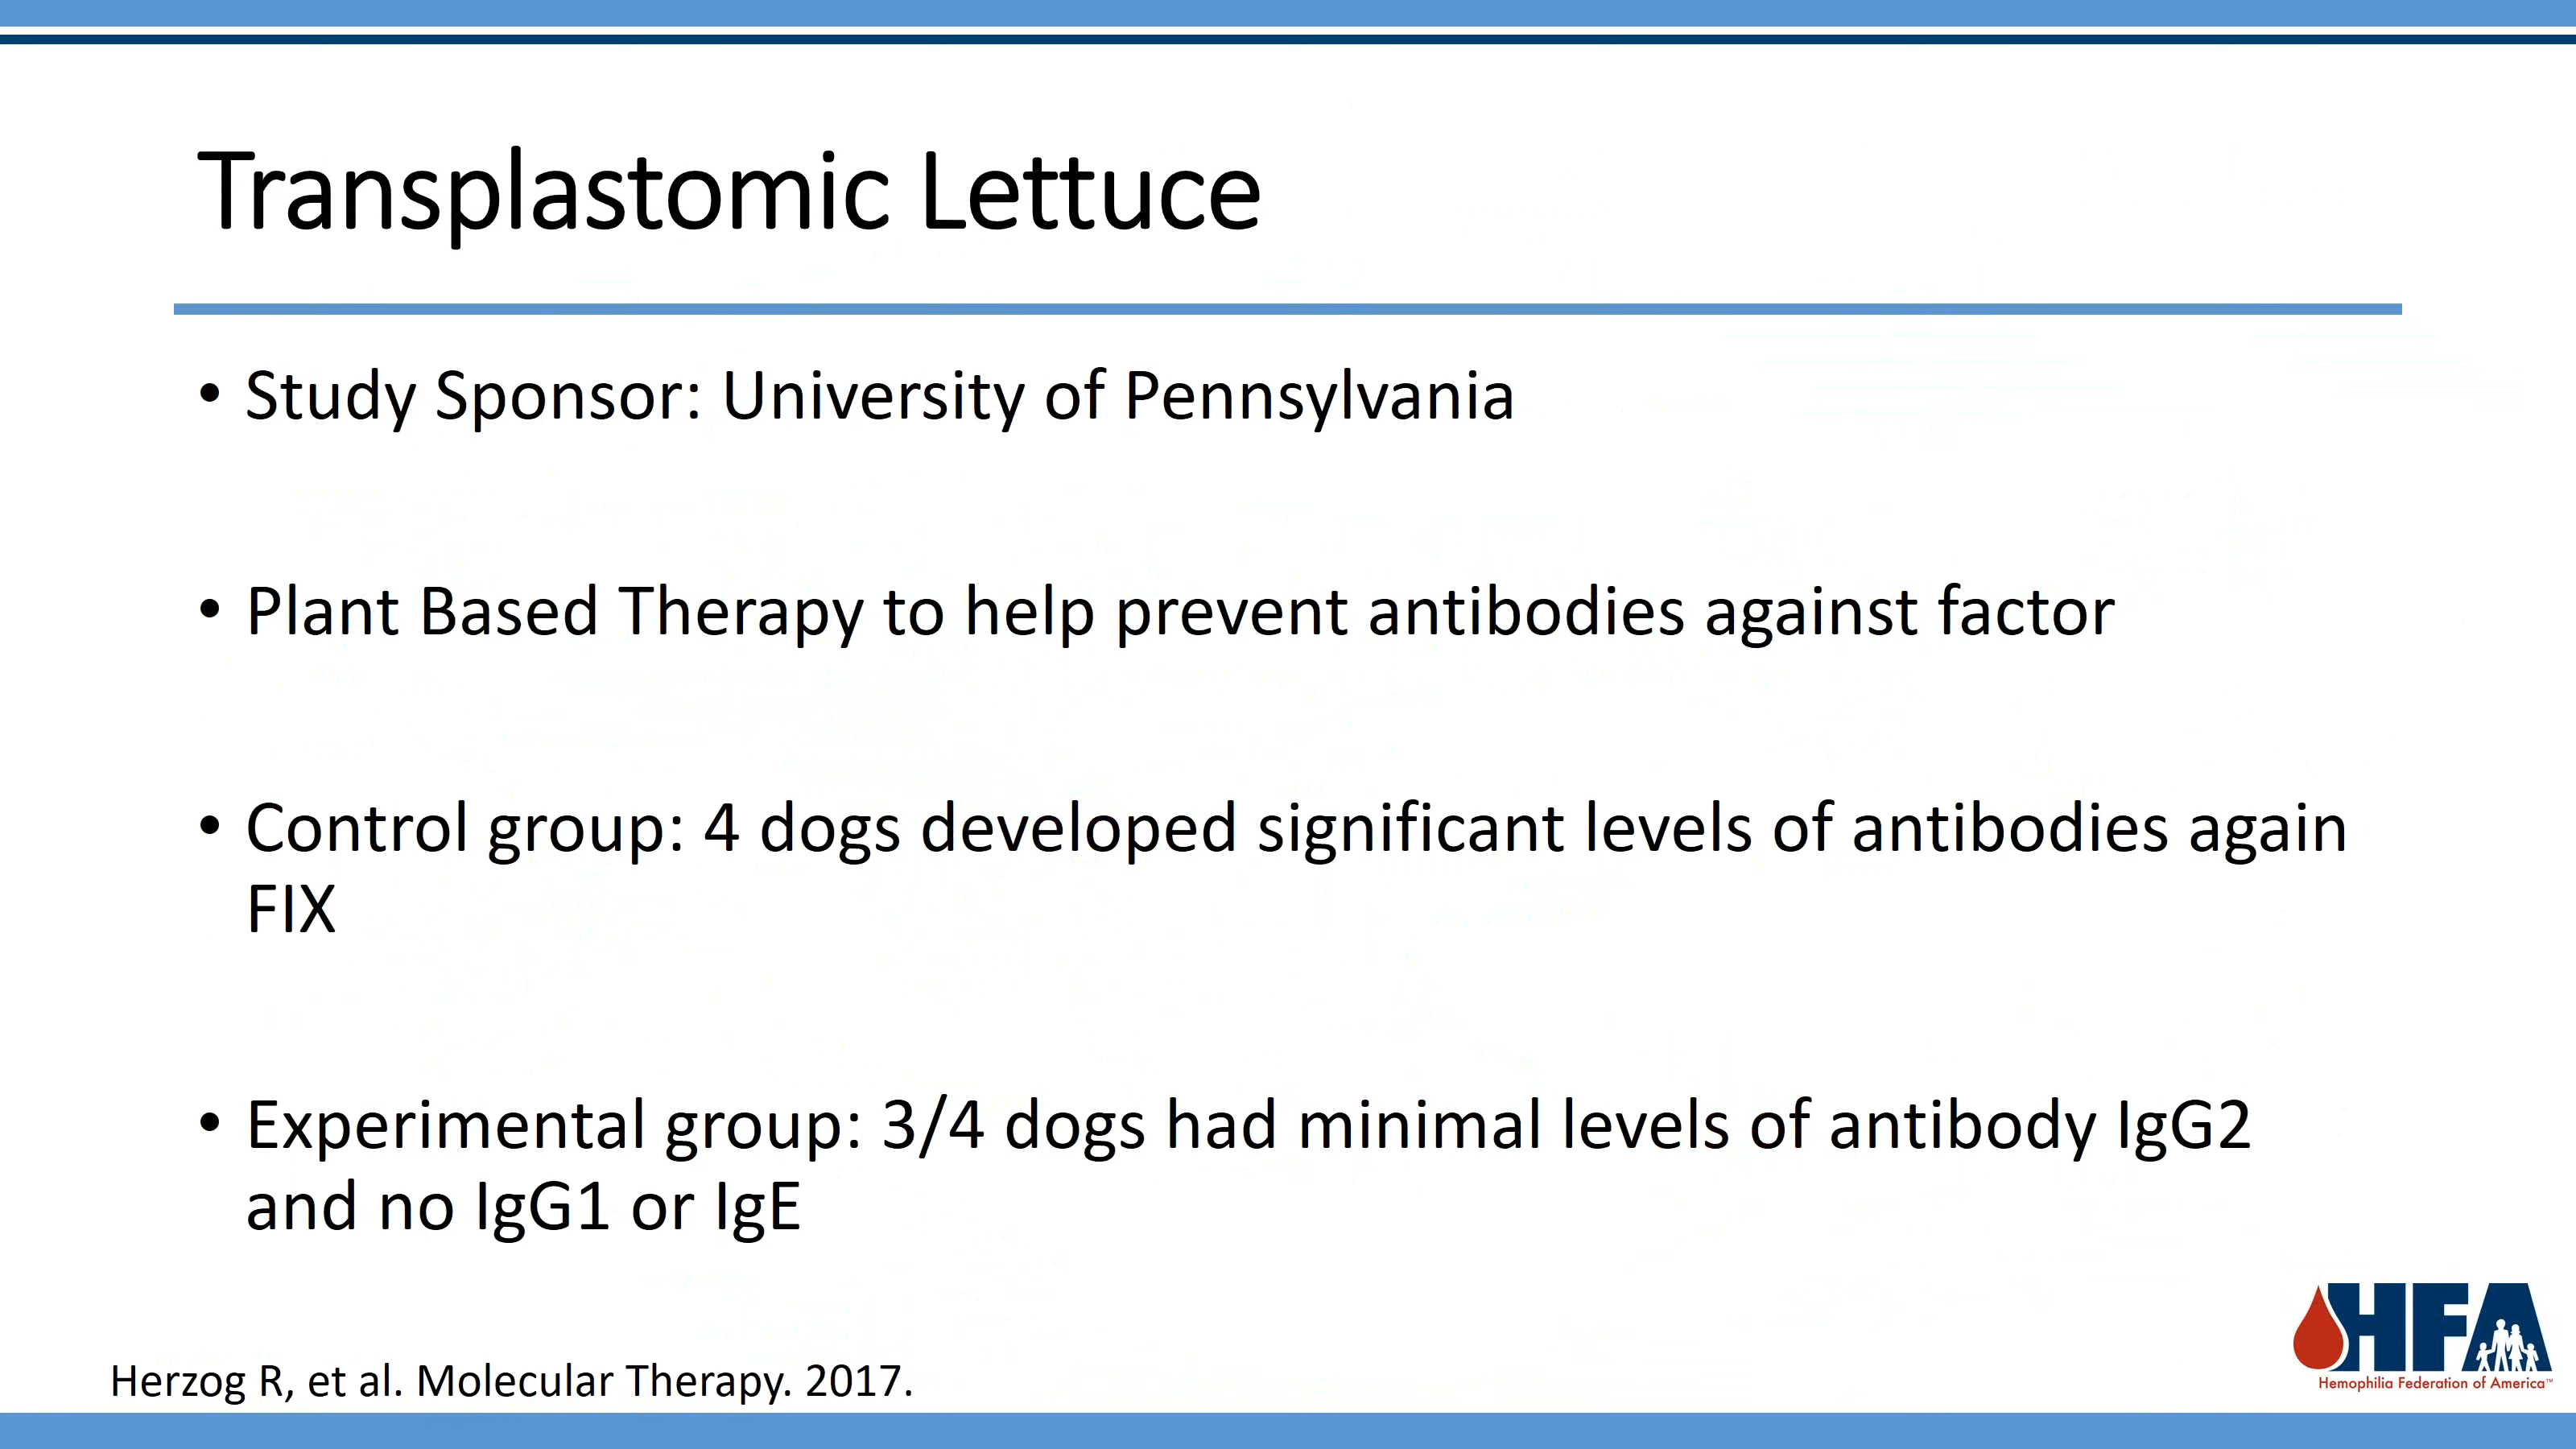 Transplastomic Lettuce
• Study Sponsor: University of Pennsylvania
• Plant Based Therapy to help prevent antibodies against factor
• Control group: 4 dogs developed significant levels of antibodies again
FIX
• Experimental group: 3/4 dogs had minimal levels of antibody IgG2
and no IgG1 or IgE
Herzog R, et al. Molecular Therapy. 2017.
HFA
Hemophilia Federation of America™